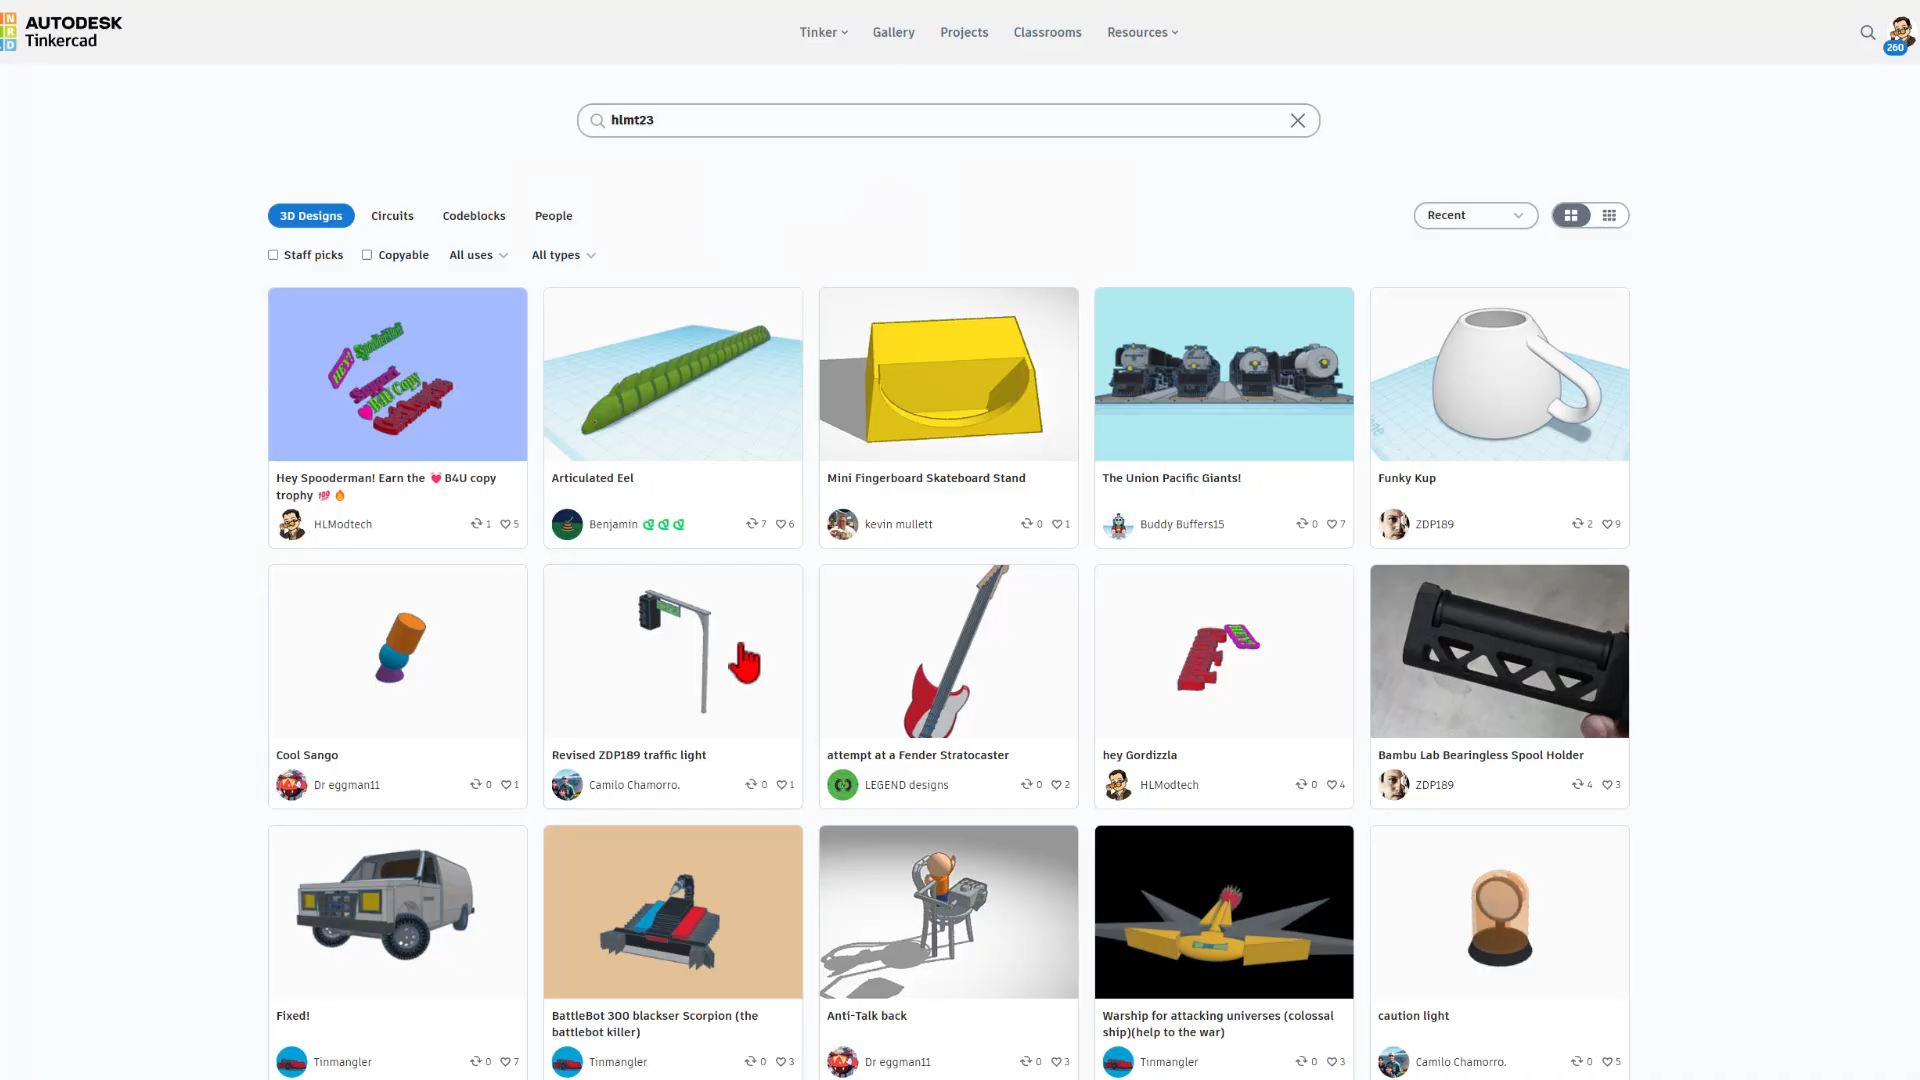 AUTODESK
Tinkercad
Tinker
Gallery
Projects
Classrooms
Resources
260
hlmt23
3D Designs
Circuits
Codeblocks
People
Recent
Staff picks
Copyable
All uses
All types
HEY!
Spooderman!
Support
B4U Copy
Hey Spooderman! Earn the 💓 B4U copy
trophy 💯 🔥
HLModtech
1
5
Articulated Eel
Benjamin
7
6
Mini Fingerboard Skateboard Stand
kevin mullett
0
1
The Union Pacific Giants!
Buddy Buffers15
0
7
Funky Kup
ZDP189
2
9
Cool Sango
Dr eggman11
0
1
Revised ZDP189 traffic light
Camilo Chamorro.
0
1
attempt at a Fender Stratocaster
LEGEND designs
0
2
HEY!
hey Gordizzla
HLModtech
0
4
Bambu Lab Bearingless Spool Holder
ZDP189
4
3
Fixed!
Tinmangler
0
7
BattleBot 300 blackser Scorpion (the
battlebot killer)
Tinmangler
0
3
Anti-Talk back
Dr eggman11
0
3
Warship for attacking universes (colossal
ship)(help to the war)
Tinmangler
0
3
caution light
Camilo Chamorro.
0
5